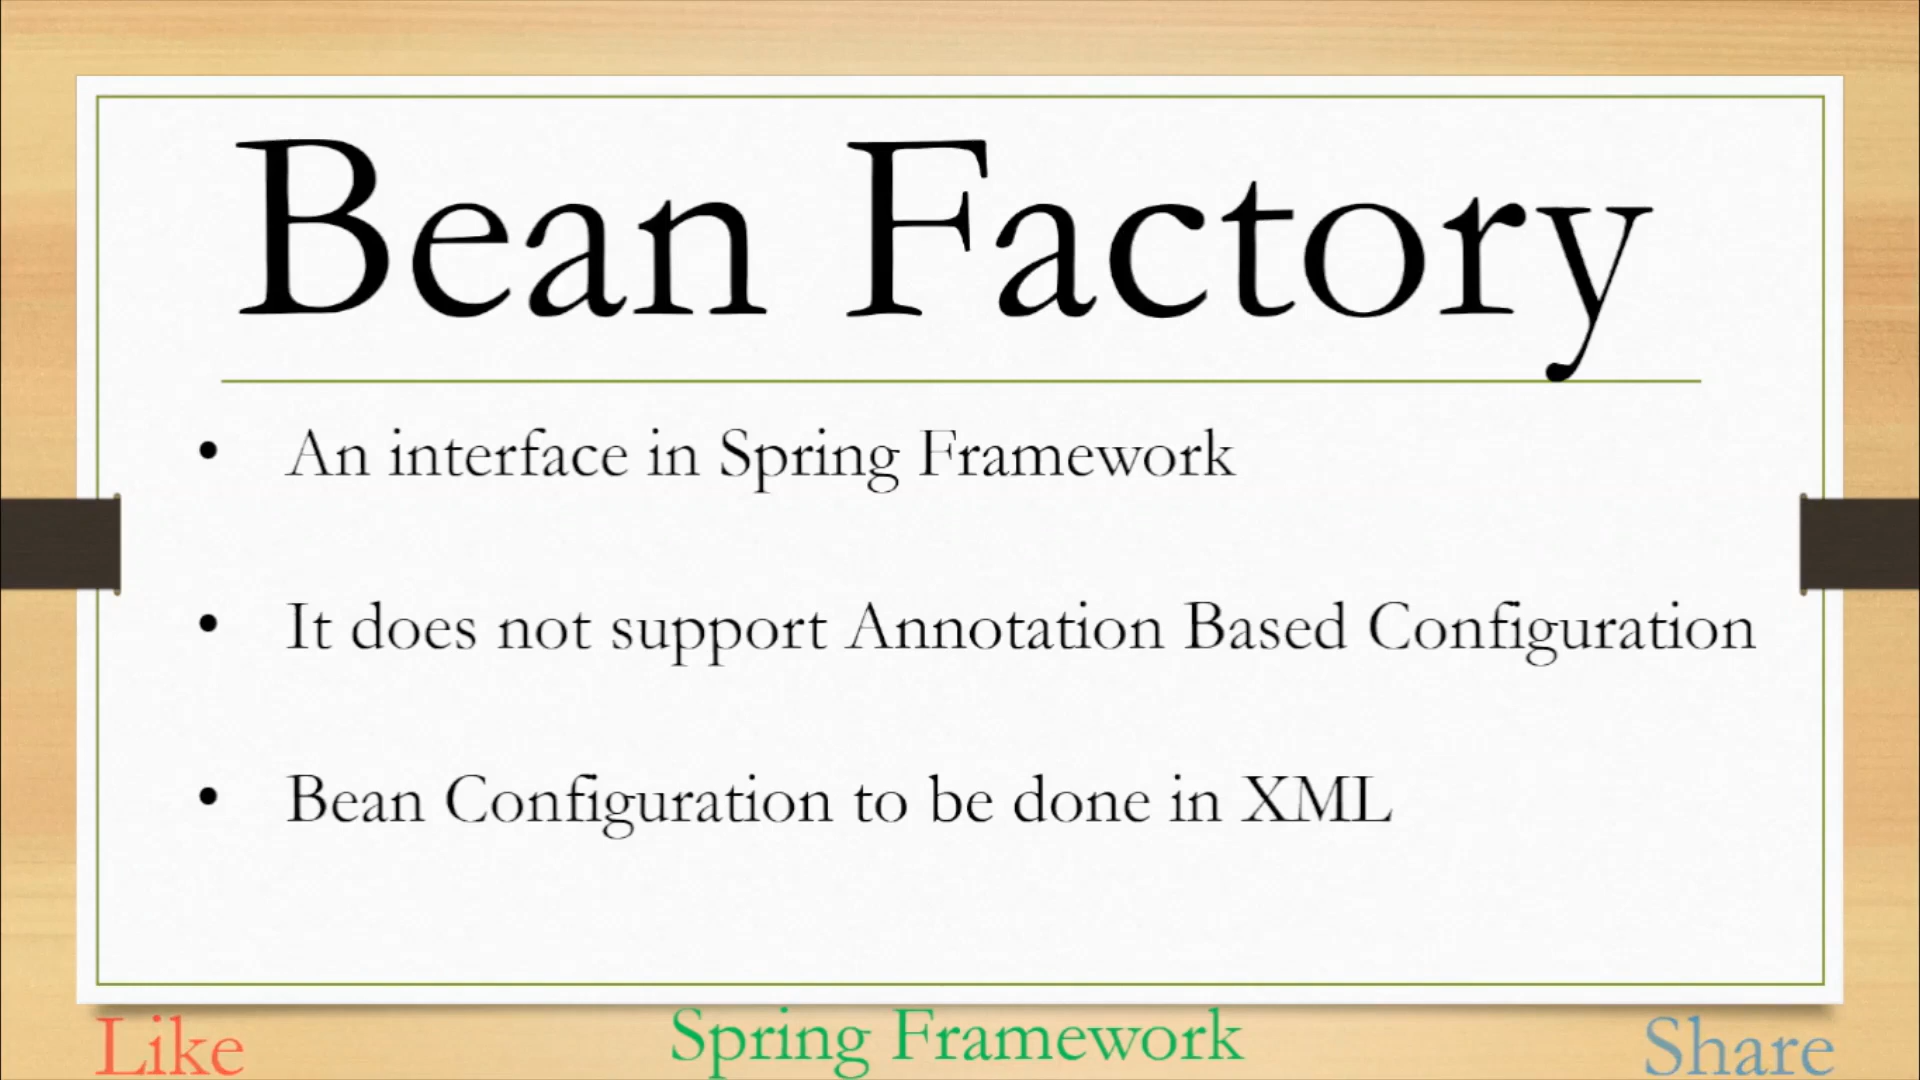 Bean Factory
• An interface in Spring Framework
• It does not support Annotation Based Configuration
• Bean Configuration to be done in XML
Like
Spring Framework
Share